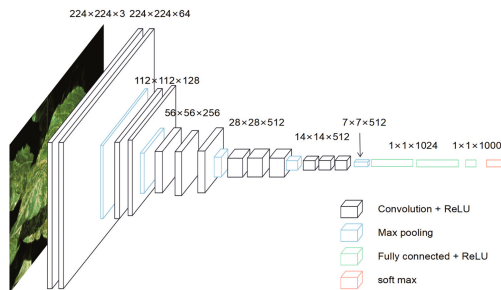 224×224×3 224×224×64
112×112×128
56×56×256
28×28×512
14×14×512
7×7×512
1×1×1024
1×1×1000
Convolution + ReLU
Max pooling
Fully connected + ReLU
soft max